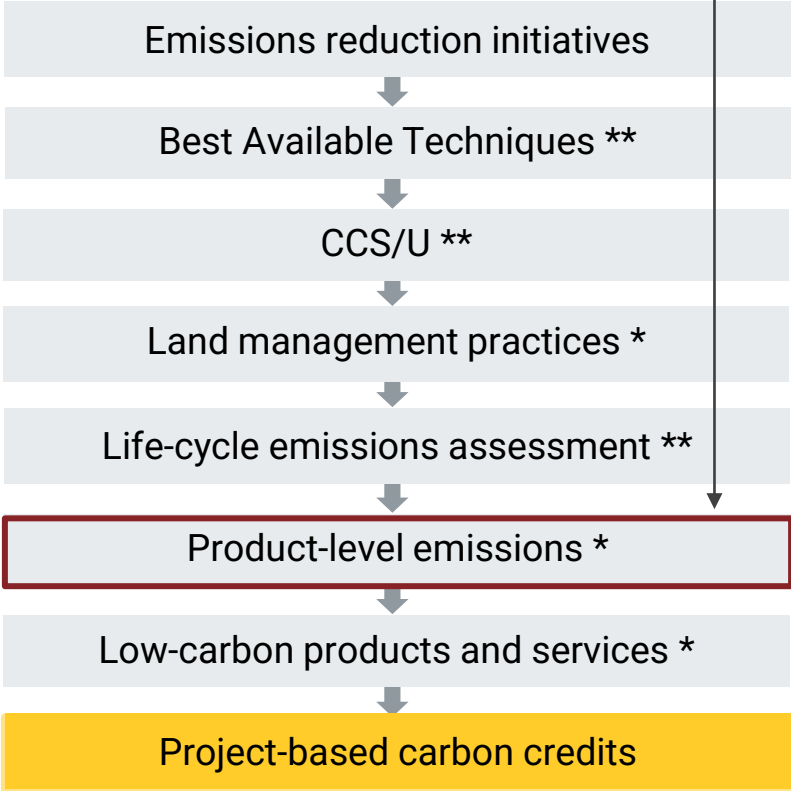 Emissions reduction initiatives
Best Available Techniques **
CCS/U **
Land management practices *
Life-cycle emissions assessment **
Product-level emissions *
Low-carbon products and services *
Project-based carbon credits